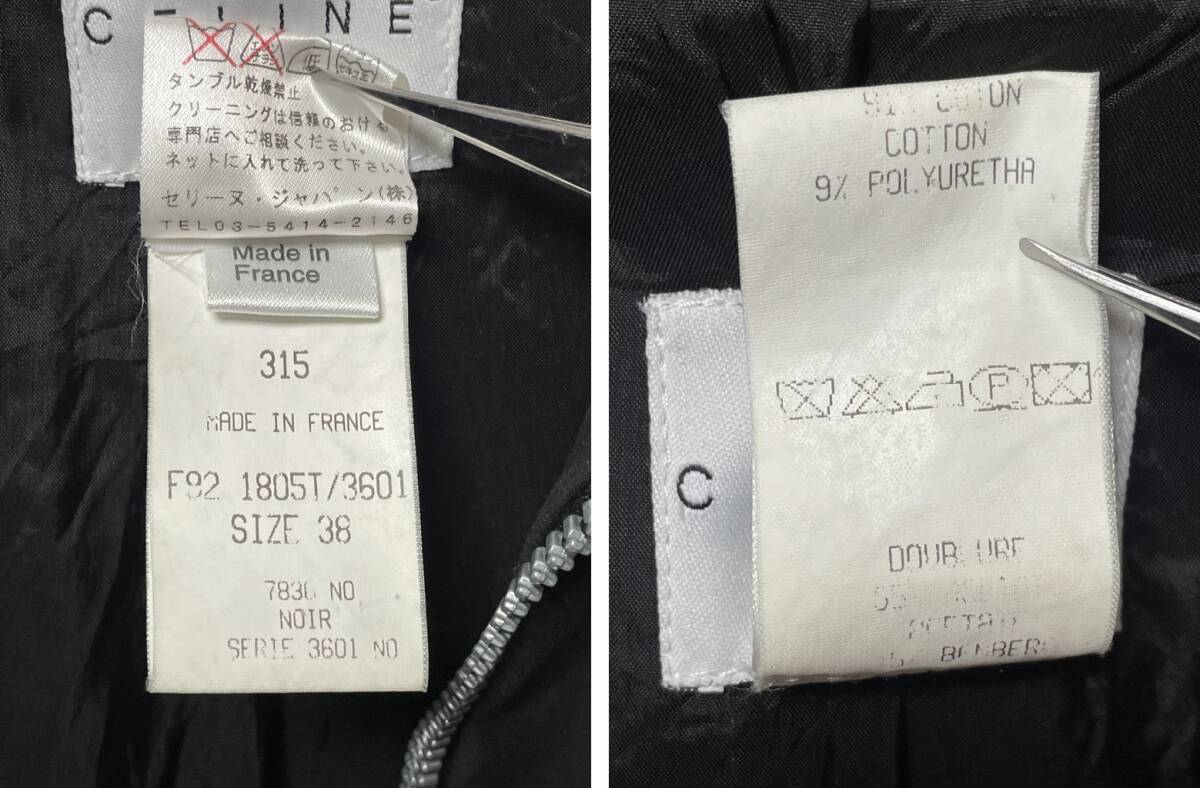 低
タンブル乾燥禁止
クリーニングは信頼のおける
専門店へご相談ください。
ネットに入れて洗って下さい。
セリーヌ・ジャパン(株)
TEL03-5414-2146
Made in
France
315
MADE IN FRANCE
F92 1805T/3601
SIZE 38
NO
NOIR
SERIE 3601 NO
COTTON
COTTON
9% POLYURETHA
P
C
DOUBLURE